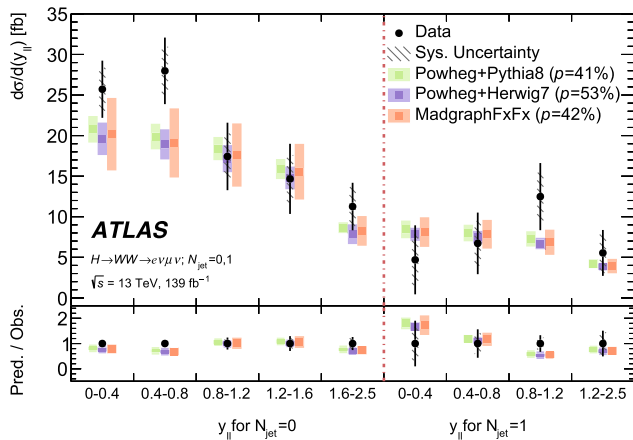 dσ/d(y_ll) [fb]
35
30
25
20
15
10
5
0
Data
Sys. Uncertainty
Powheg+Pythia8 (p=41%)
Powheg+Herwig7 (p=53%)
MadgraphFxFx (p=42%)
ATLAS
H→WW→eνμν; N_jet=0,1
√s = 13 TeV, 139 fb⁻¹
Pred. / Obs.
2
1
0
0-0.4 0.4-0.8 0.8-1.2 1.2-1.6 1.6-2.5 0-0.4 0.4-0.8 0.8-1.2 1.2-2.5
y_ll for N_jet=0 y_ll for N_jet=1